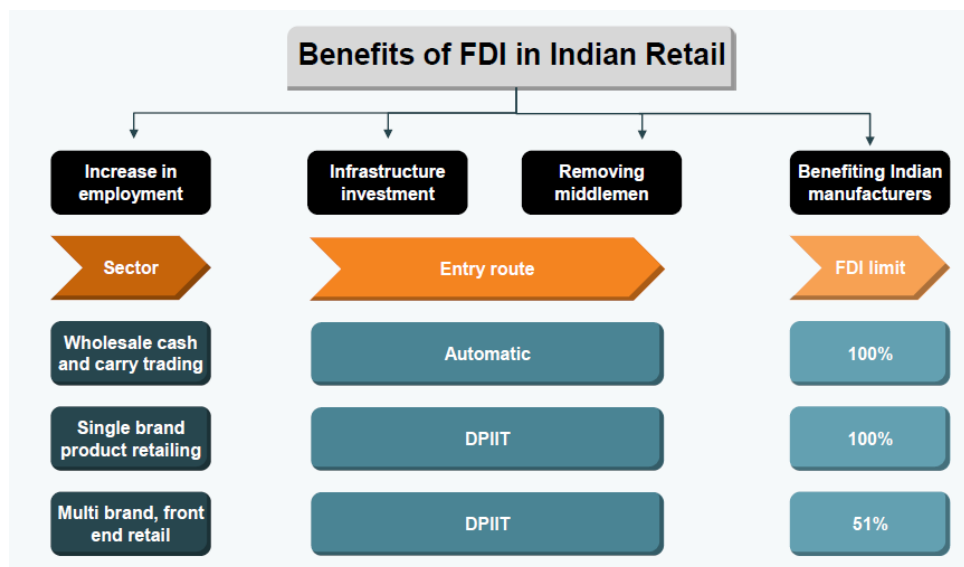 Benefits of FDI in Indian Retail
Increase in
employment
Infrastructure
investment
Removing
middlemen
Benefiting Indian
manufacturers
Sector
Entry route
FDI limit
Wholesale cash
and carry trading
Automatic
100%
Single brand
product retailing
DPIIT
100%
Multi brand, front
end retail
DPIIT
51%